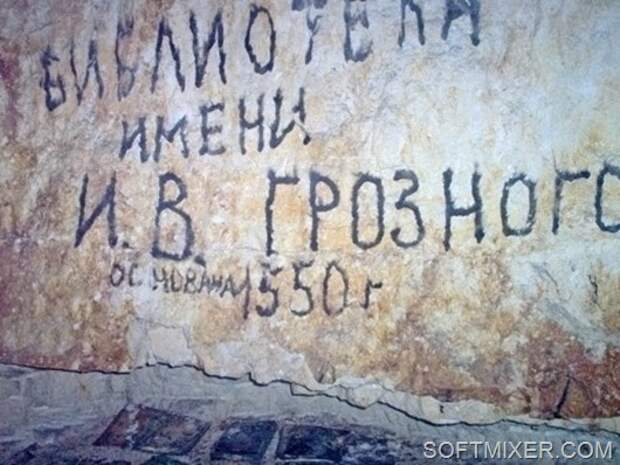 БИБЛИОТЕКА
ИМЕНИ
И.В. ГРОЗНОГО
ОСНОВАНА 1550 г
SOFTMIXER.COM